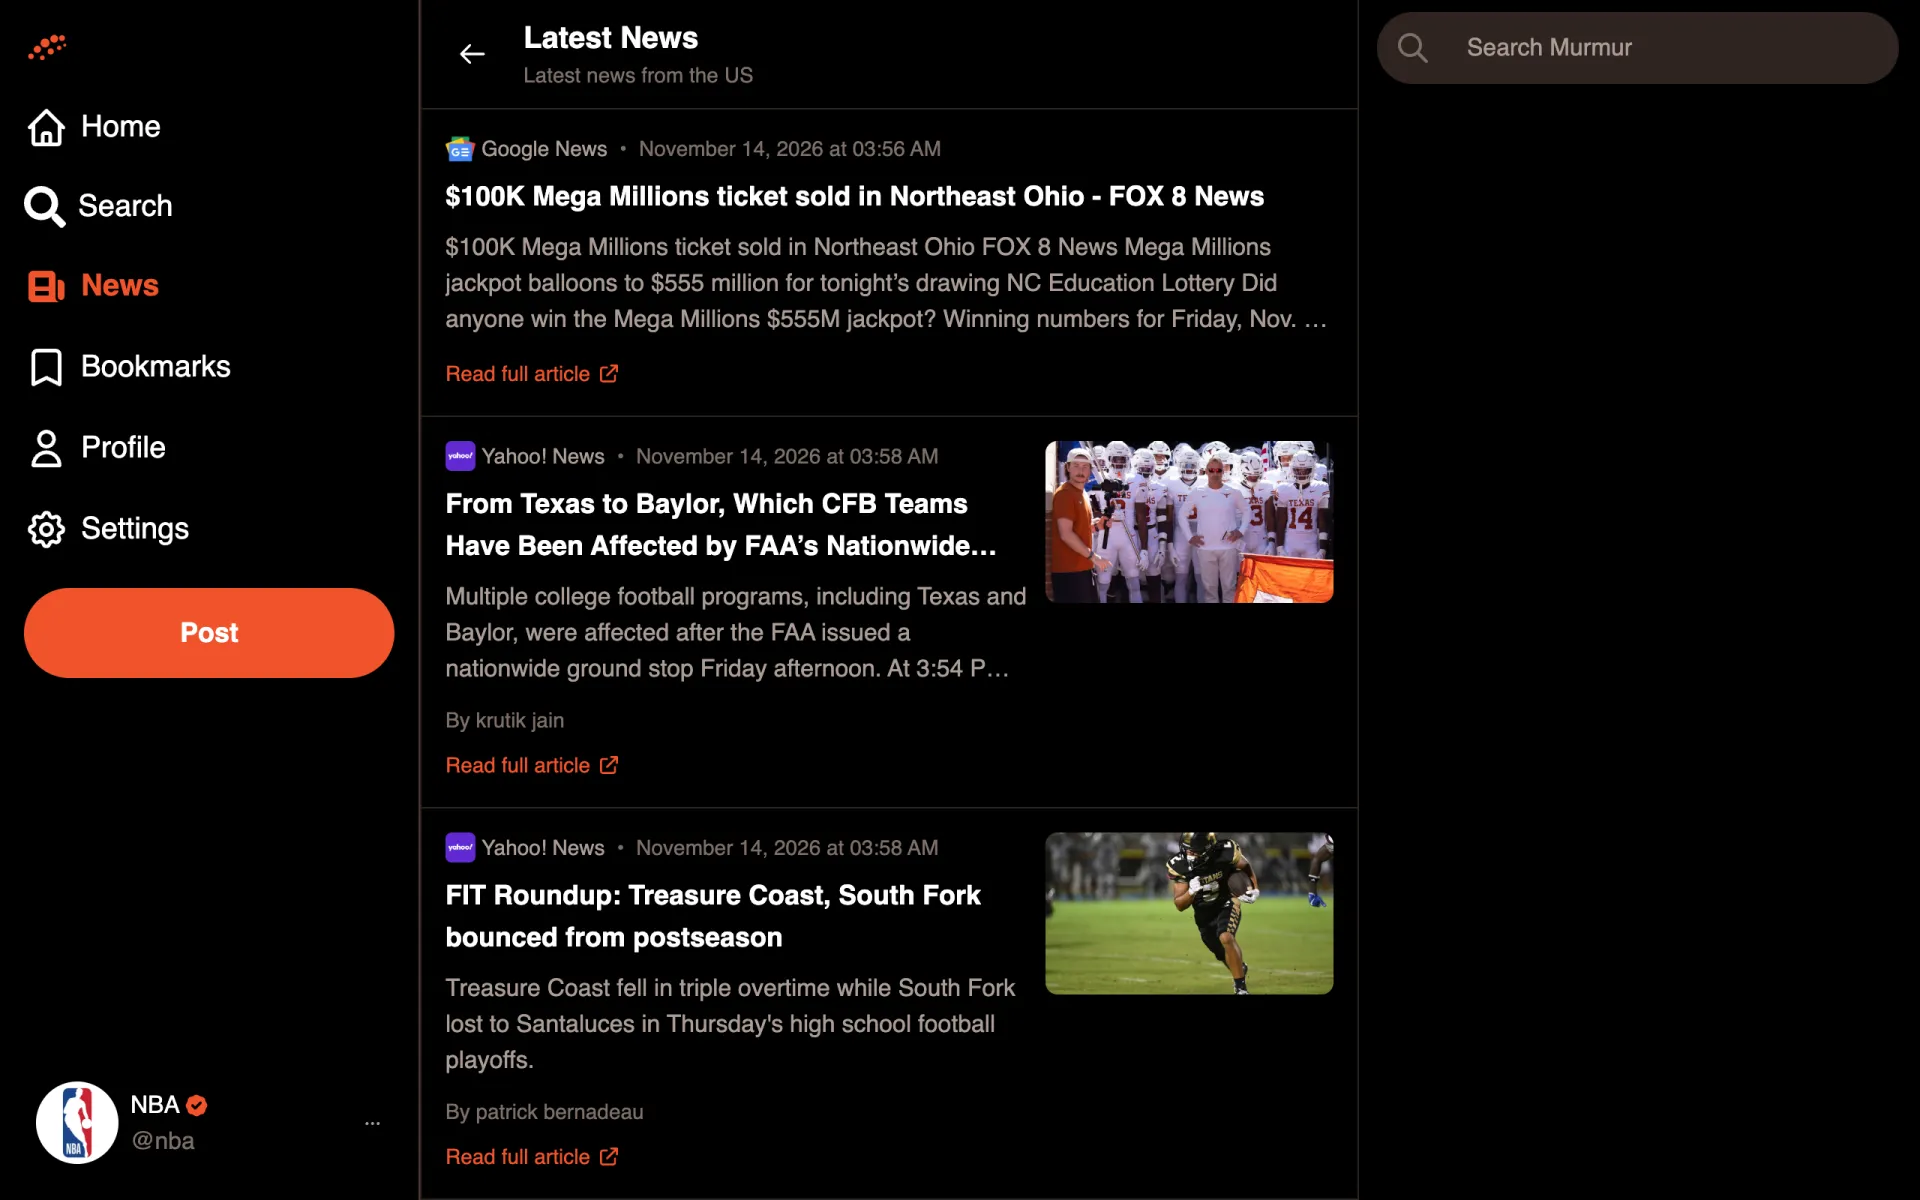 Home
Search
News
Bookmarks
Profile
Settings
Post
NBA
@nba
...
Latest News
Latest news from the US
Google News • November 14, 2026 at 03:56 AM
$100K Mega Millions ticket sold in Northeast Ohio - FOX 8 News
$100K Mega Millions ticket sold in Northeast Ohio FOX 8 News Mega Millions
jackpot balloons to $555 million for tonight’s drawing NC Education Lottery Did
anyone win the Mega Millions $555M jackpot? Winning numbers for Friday, Nov. …
Read full article
yahoo!
Yahoo! News • November 14, 2026 at 03:58 AM
From Texas to Baylor, Which CFB Teams
Have Been Affected by FAA’s Nationwide…
Multiple college football programs, including Texas and
Baylor, were affected after the FAA issued a
nationwide ground stop Friday afternoon. At 3:54 P…
By krutik jain
Read full article
TEXAS
14
yahoo!
Yahoo! News • November 14, 2026 at 03:58 AM
FIT Roundup: Treasure Coast, South Fork
bounced from postseason
Treasure Coast fell in triple overtime while South Fork
lost to Santaluces in Thursday's high school football
playoffs.
By patrick bernadeau
Read full article
Search Murmur
NBA